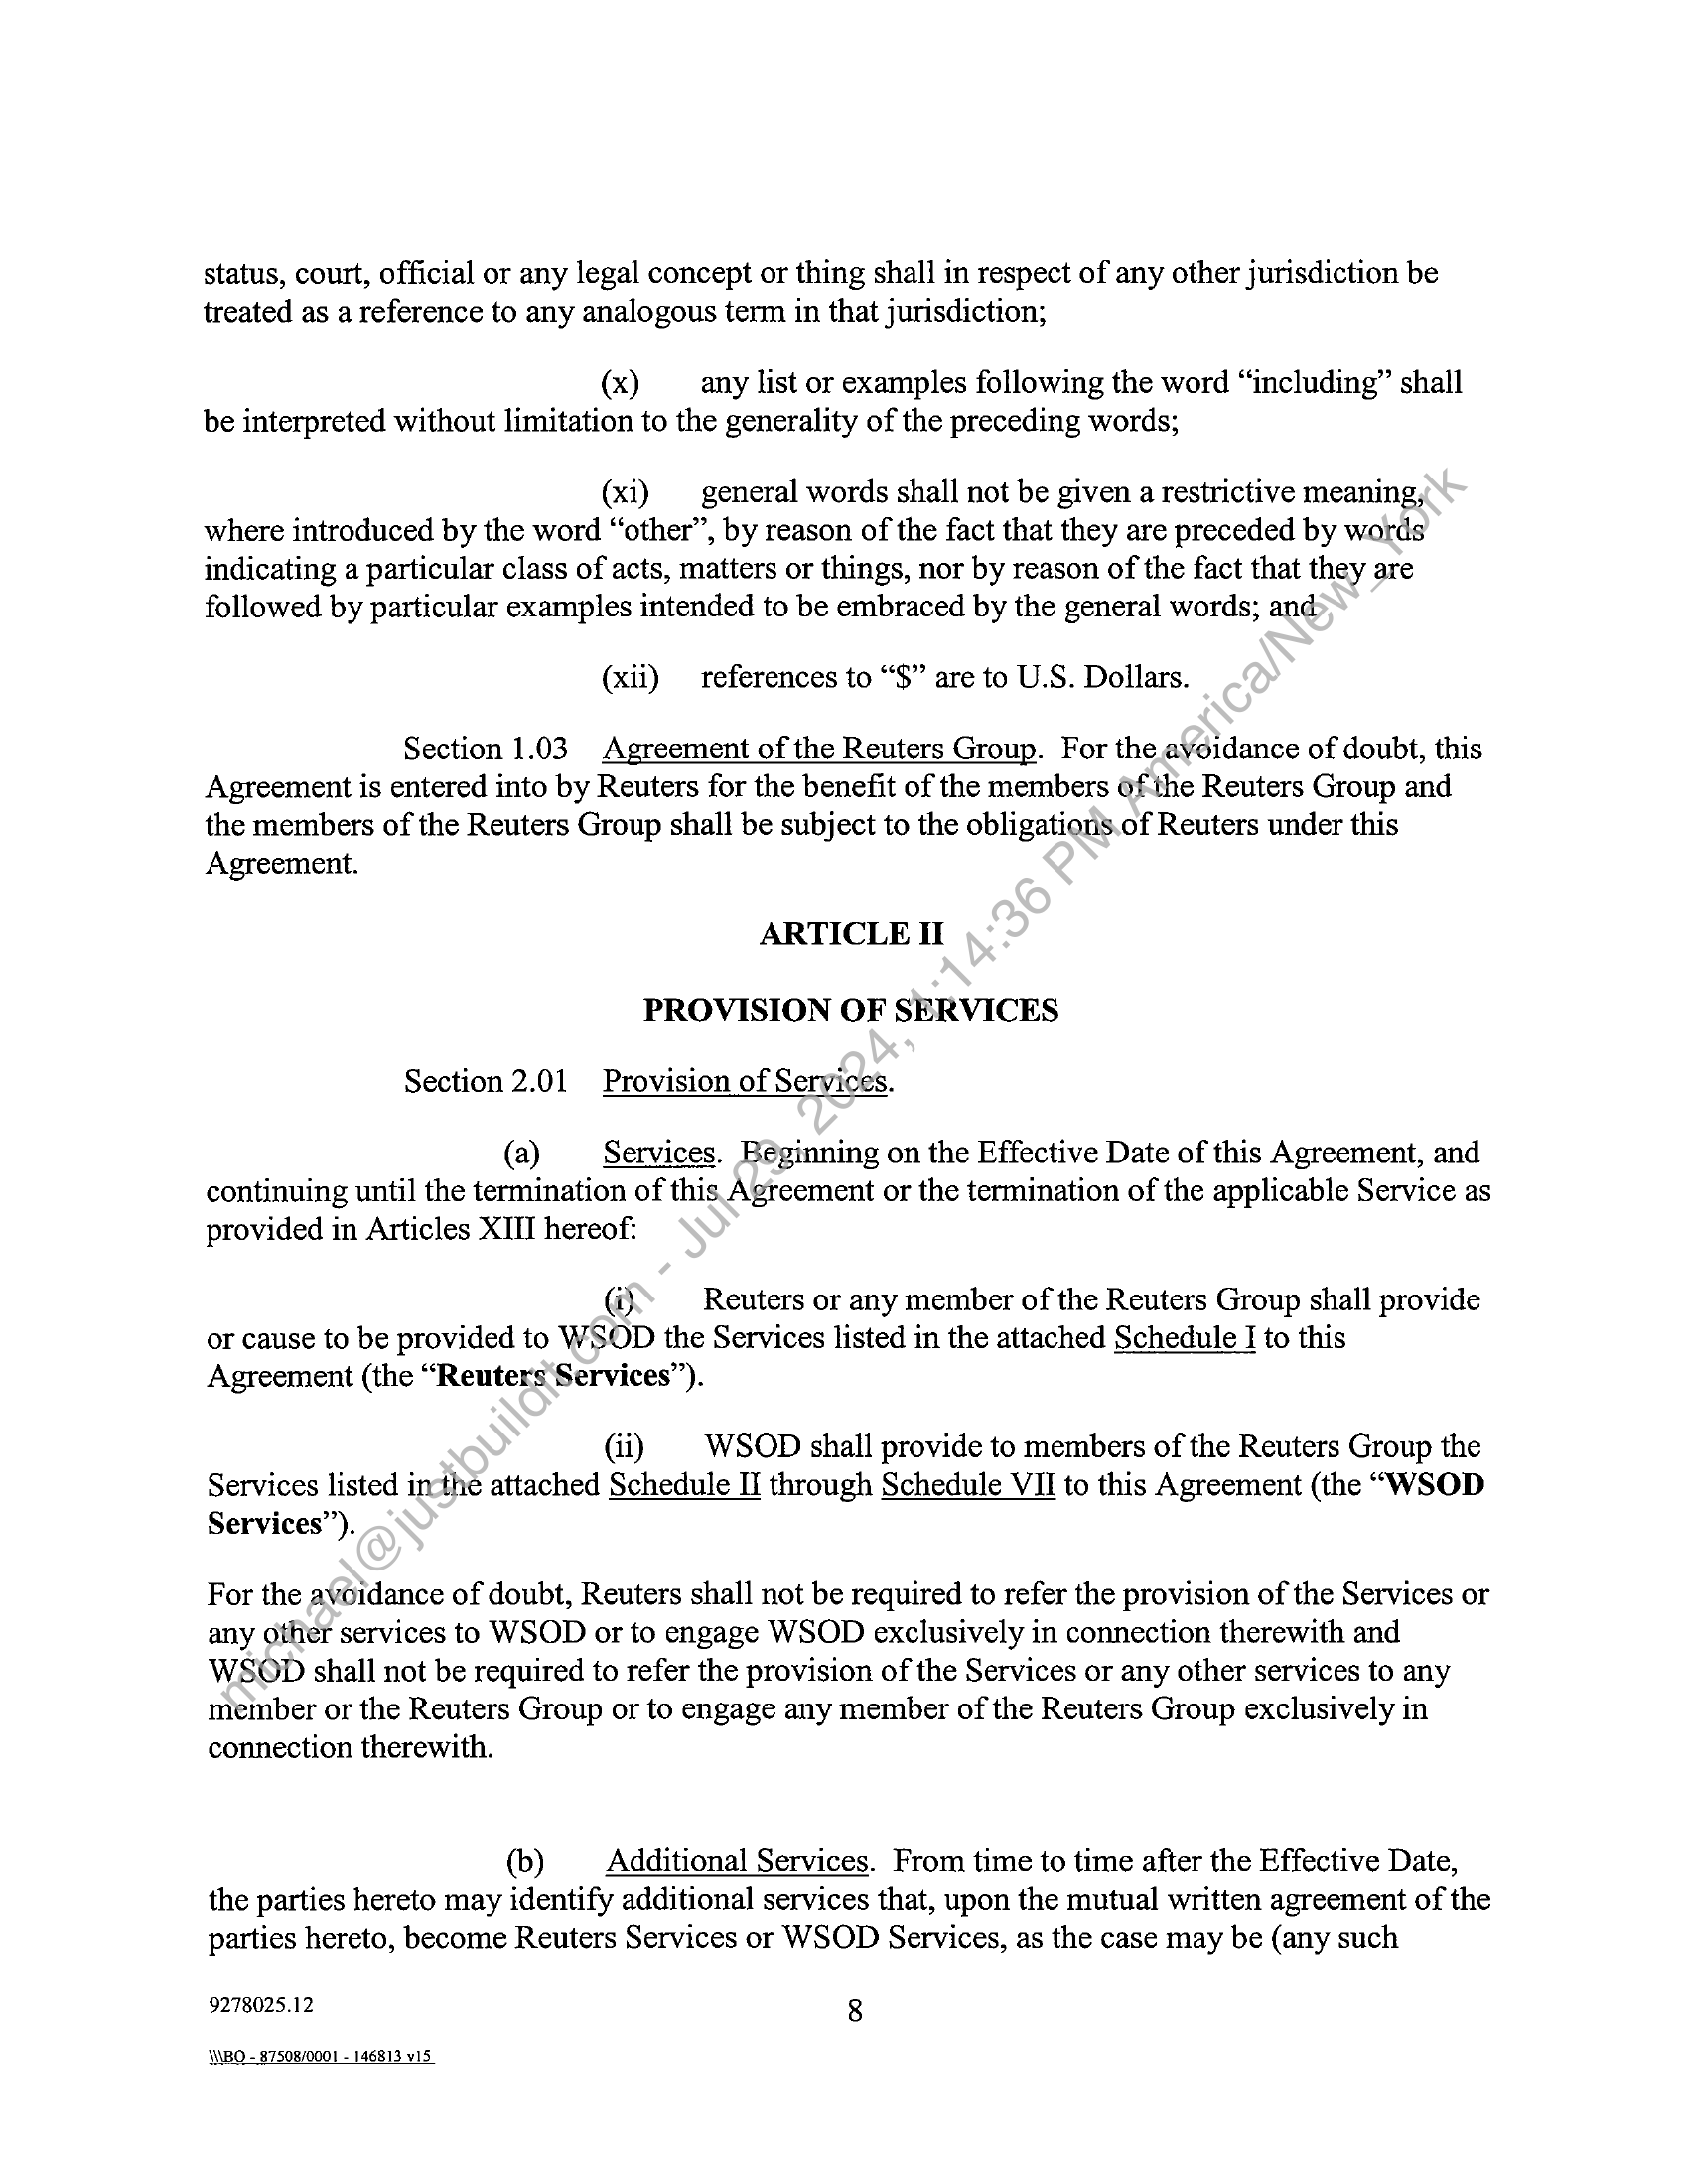 status, court, official or any legal concept or thing shall in respect of any other jurisdiction be
treated as a reference to any analogous term in that jurisdiction;
(x) any list or examples following the word “including” shall
be interpreted without limitation to the generality of the preceding words;
(xi) general words shall not be given a restrictive meaning,
where introduced by the word “other”, by reason of the fact that they are preceded by words
indicating a particular class of acts, matters or things, nor by reason of the fact that they are
followed by particular examples intended to be embraced by the general words; and
(xii) references to “$” are to U.S. Dollars.
Section 1.03 Agreement of the Reuters Group. For the avoidance of doubt, this
Agreement is entered into by Reuters for the benefit of the members of the Reuters Group and
the members of the Reuters Group shall be subject to the obligations of Reuters under this
Agreement.
ARTICLE II
PROVISION OF SERVICES
Section 2.01 Provision of Services.
(a) Services. Beginning on the Effective Date of this Agreement, and
continuing until the termination of this Agreement or the termination of the applicable Service as
provided in Articles XIII hereof:
(i) Reuters or any member of the Reuters Group shall provide
or cause to be provided to WSOD the Services listed in the attached Schedule I to this
Agreement (the “Reuters Services”).
(ii) WSOD shall provide to members of the Reuters Group the
Services listed in the attached Schedule II through Schedule VII to this Agreement (the “WSOD
Services”).
For the avoidance of doubt, Reuters shall not be required to refer the provision of the Services or
any other services to WSOD or to engage WSOD exclusively in connection therewith and
WSOD shall not be required to refer the provision of the Services or any other services to any
member or the Reuters Group or to engage any member of the Reuters Group exclusively in
connection therewith.
(b) Additional Services. From time to time after the Effective Date,
the parties hereto may identify additional services that, upon the mutual written agreement of the
parties hereto, become Reuters Services or WSOD Services, as the case may be (any such
9278025.12
8
\\\BO - 87508/0001 - 146813 v15
michael@justbuildit.com - Jul 29, 2024, 1:14:36 PM America/New_York